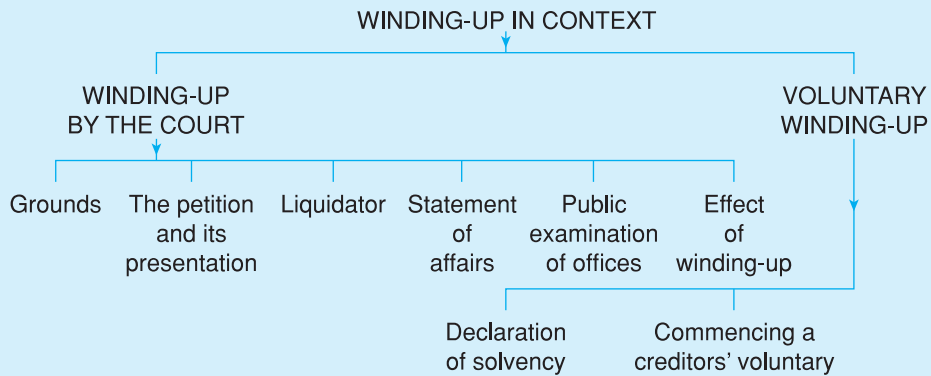 WINDING-UP IN CONTEXT
WINDING-UP
BY THE COURT
VOLUNTARY
WINDING-UP
Grounds
The petition
and its
presentation
Liquidator
Statement
of
affairs
Public
examination
of offices
Effect
of
winding-up
Declaration
of solvency
Commencing a
creditors' voluntary